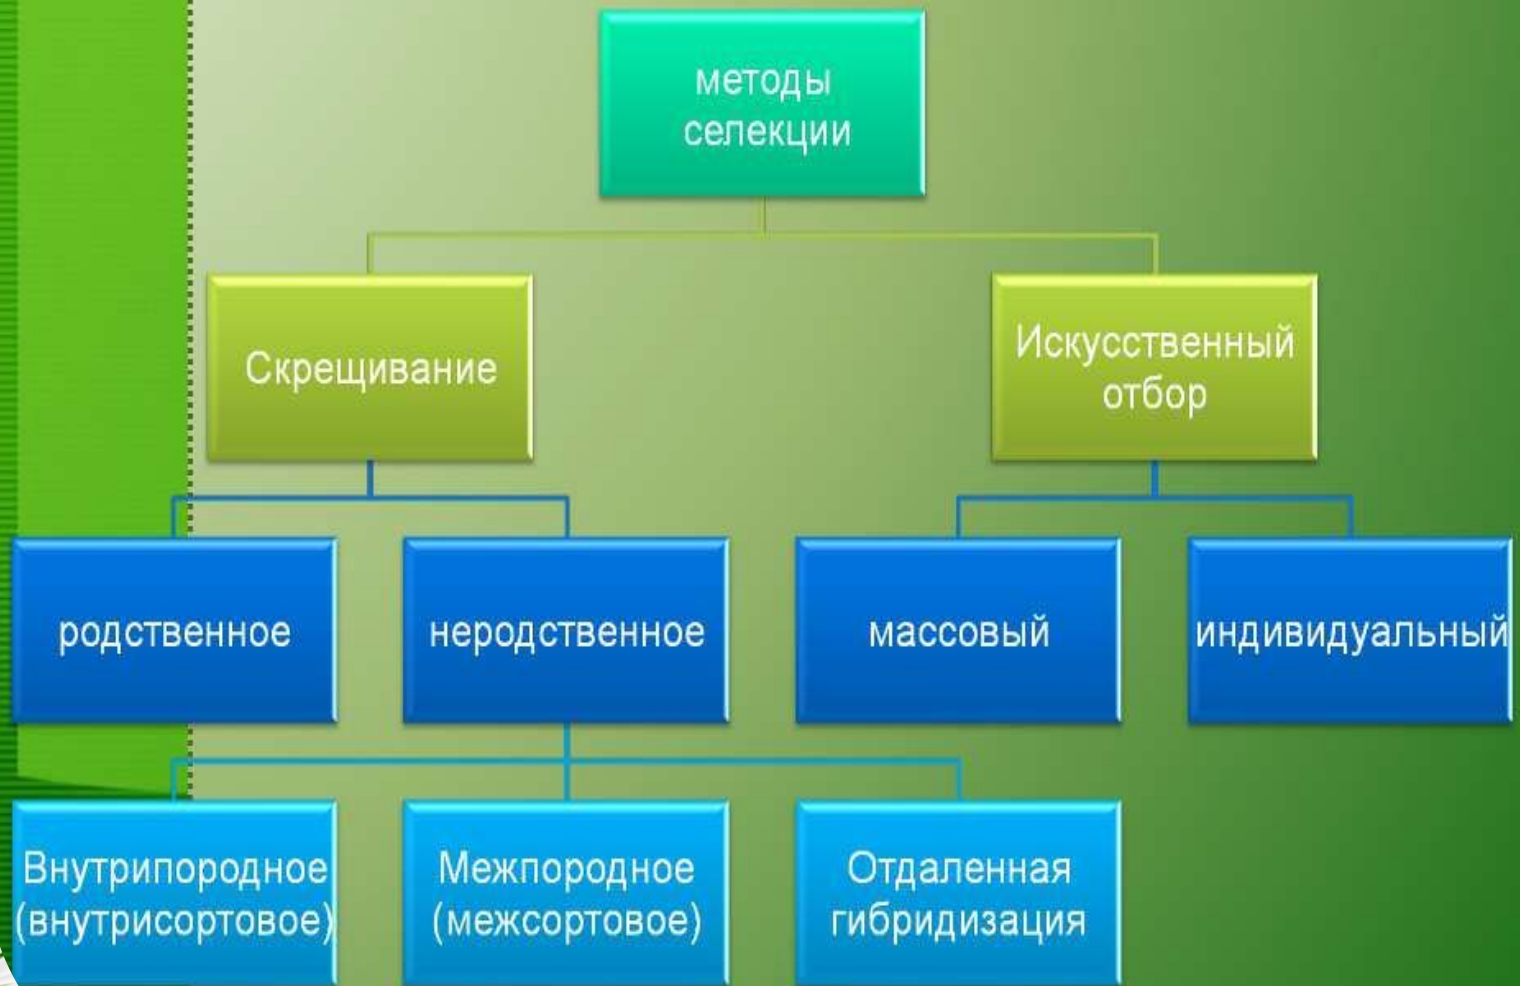 методы
селекции
Скрещивание
Искусственный
отбор
родственное
неродственное
массовый
индивидуальный
Внутрипородное
(внутрисортовое)
Межпородное
(межсортовое)
Отдаленная
гибридизация